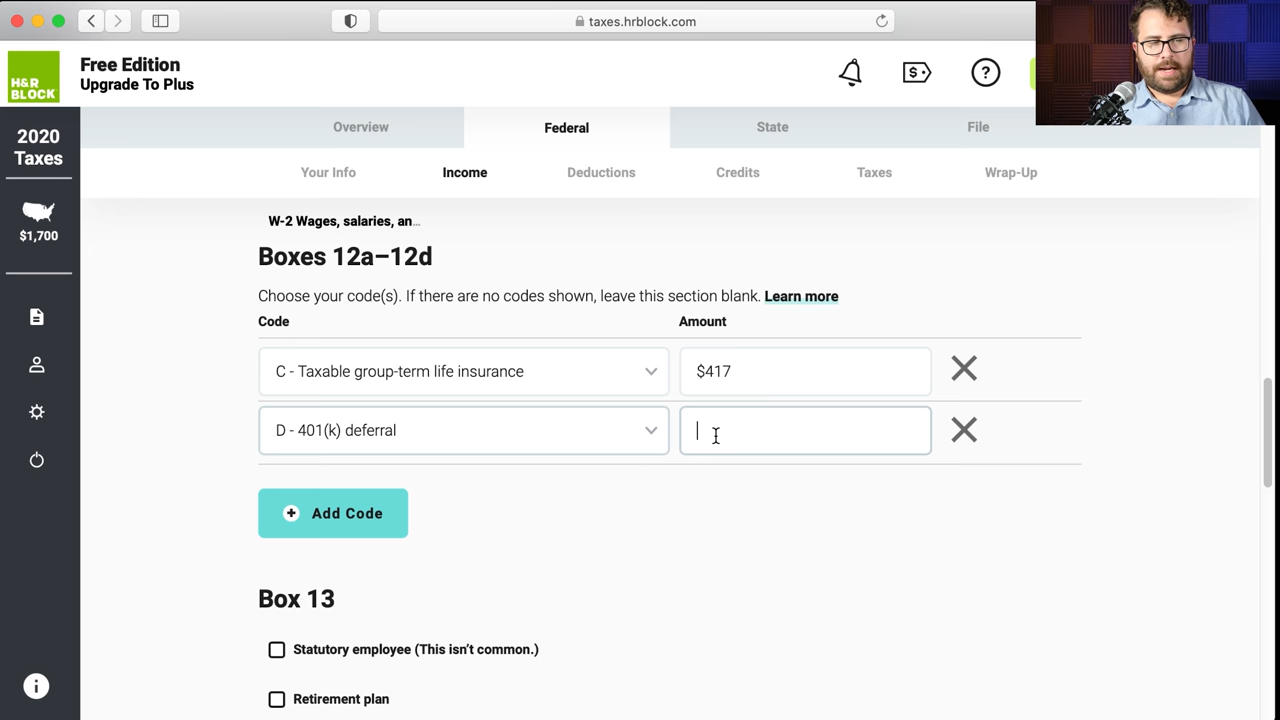 taxes.hrblock.com
H&R
BLOCK
Free Edition
Upgrade To Plus
$
?
2020
Taxes
$1,700
Overview
Federal
State
File
Your Info
Income
Deductions
Credits
Taxes
Wrap-Up
W-2 Wages, salaries, an...
Boxes 12a–12d
Choose your code(s). If there are no codes shown, leave this section blank. Learn more
Code
Amount
C - Taxable group-term life insurance
$417
D - 401(k) deferral
Add Code
Box 13
Statutory employee (This isn't common.)
Retirement plan